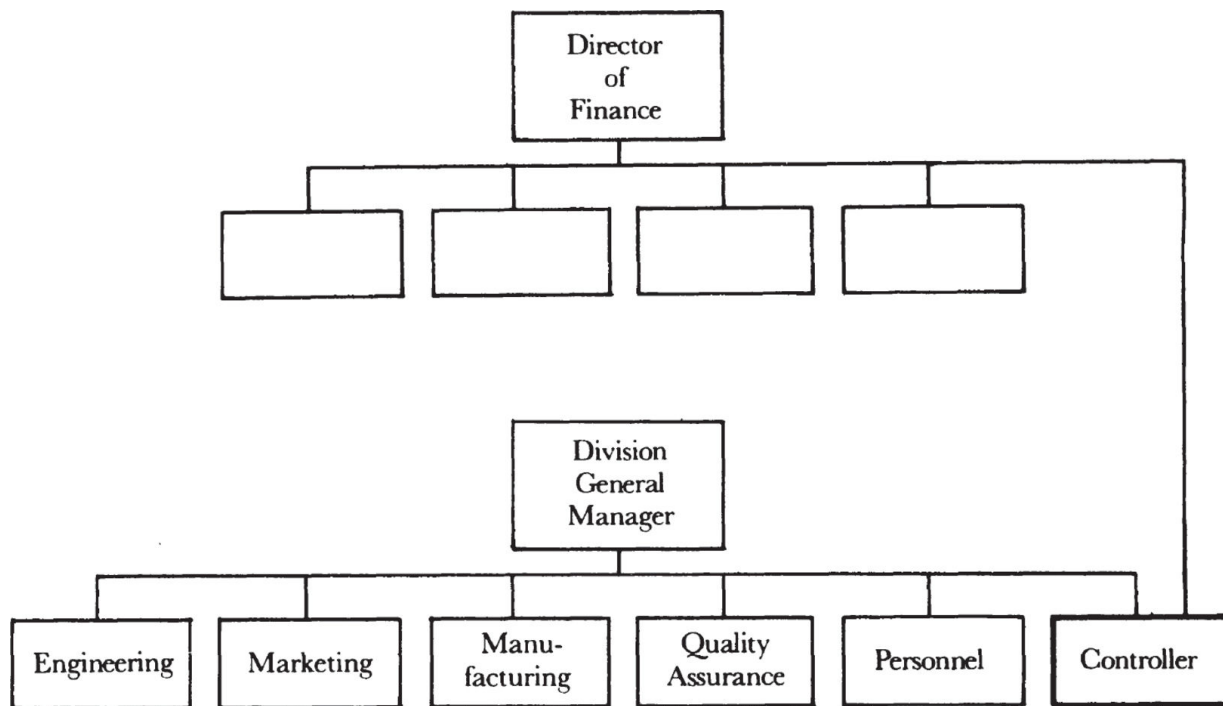 Director
of
Finance
Division
General
Manager
Engineering
Marketing
Manu-
facturing
Quality
Assurance
Personnel
Controller